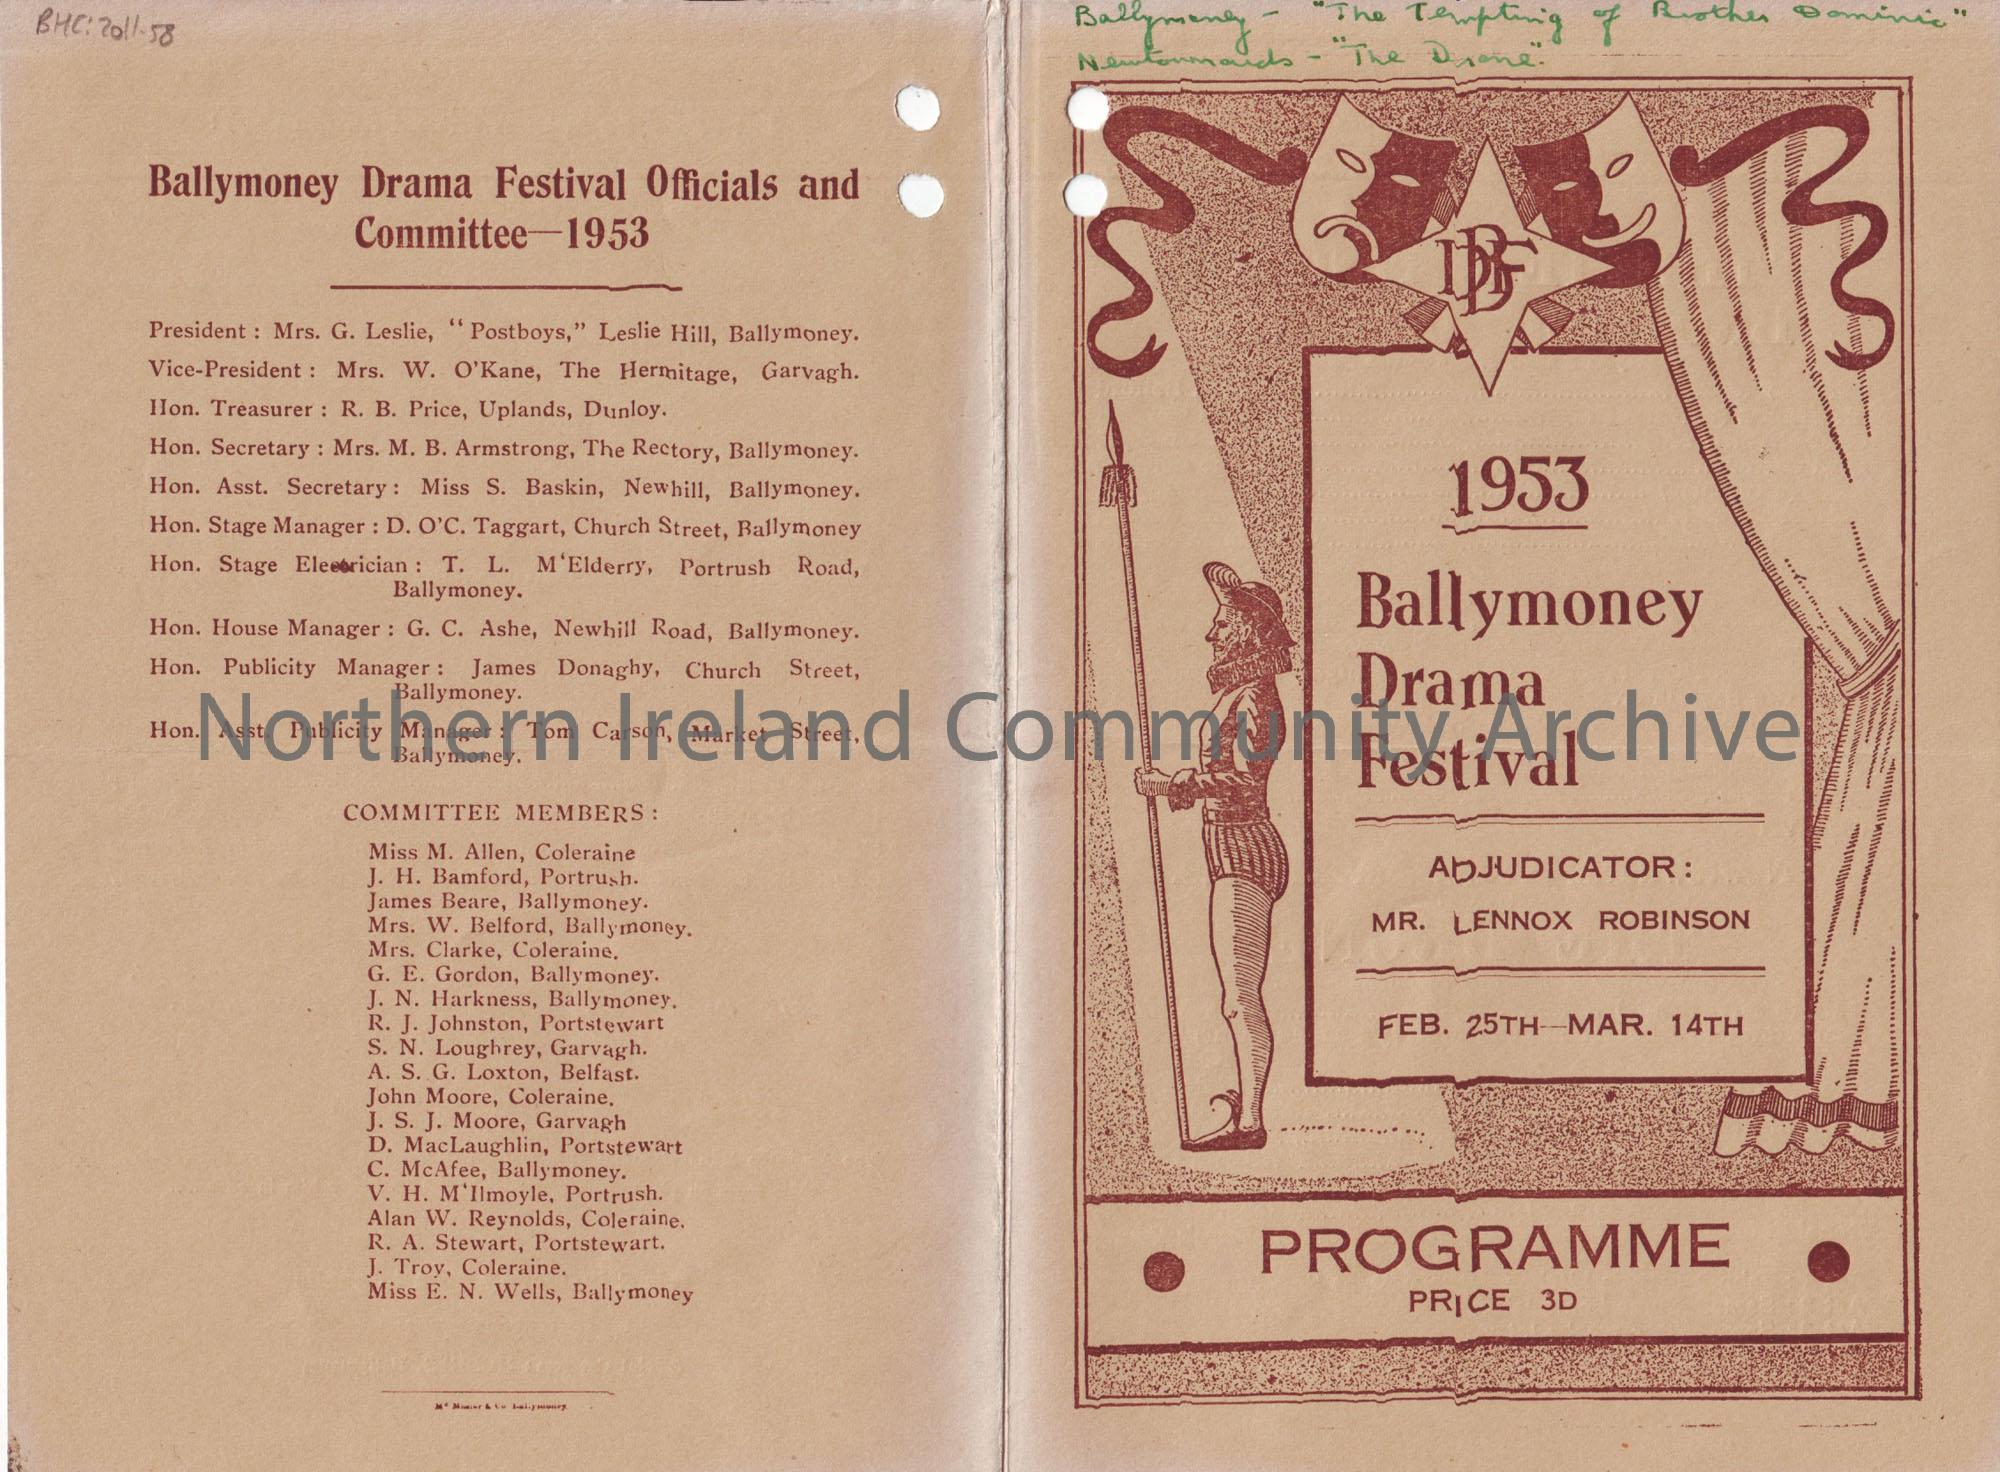 BHC:2011-58
Ballymoney Drama Festival Officials and
Committee—1953
President : Mrs. G. Leslie, "Postboys," Leslie Hill, Ballymoney.
Vice-President : Mrs. W. O'Kane, The Hermitage, Garvagh.
Hon. Treasurer : R. B. Price, Uplands, Dunloy.
Hon. Secretary : Mrs. M. B. Armstrong, The Rectory, Ballymoney.
Hon. Asst. Secretary : Miss S. Baskin, Newhill, Ballymoney.
Hon. Stage Manager : D. O'C. Taggart, Church Street, Ballymoney
Hon. Stage Electrician : T. L. M'Elderry, Portrush Road,
Ballymoney.
Hon. House Manager : G. C. Ashe, Newhill Road, Ballymoney.
Hon. Publicity Manager : James Donaghy, Church Street,
Ballymoney.
Hon. Asst. Publicity Manager : Tom Carson, Market Street,
Ballymoney.
COMMITTEE MEMBERS :
Miss M. Allen, Coleraine
J. H. Bamford, Portrush.
James Beare, Ballymoney.
Mrs. W. Belford, Ballymoney.
Mrs. Clarke, Coleraine.
G. E. Gordon, Ballymoney.
J. N. Harkness, Ballymoney.
R. J. Johnston, Portstewart
S. N. Loughrey, Garvagh.
A. S. G. Loxton, Belfast.
John Moore, Coleraine.
J. S. J. Moore, Garvagh
D. MacLaughlin, Portstewart
C. McAfee, Ballymoney.
V. H. M'Ilmoyle, Portrush.
Alan W. Reynolds, Coleraine.
R. A. Stewart, Portstewart.
J. Troy, Coleraine.
Miss E. N. Wells, Ballymoney
& Co Ballymoney.
Ballymoney - "The Tempting of Brother Dominic"
Newtownards - "The Drone".
BDF
1953
Ballymoney
Drama
Festival
ADJUDICATOR :
MR. LENNOX ROBINSON
FEB. 25TH—MAR. 14TH
PROGRAMME
PRICE 3D
Northern Ireland Community Archive